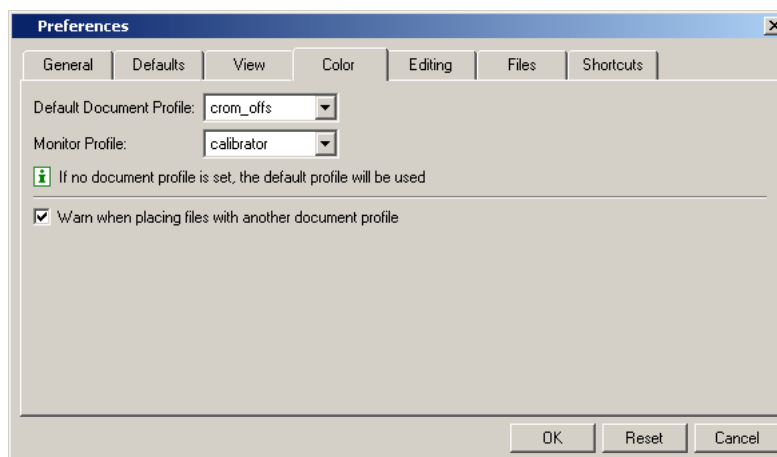 Preferences
General Defaults View Color Editing Files Shortcuts
Default Document Profile: crom_offs
Monitor Profile: calibrator
If no document profile is set, the default profile will be used
Warn when placing files with another document profile
OK Reset Cancel